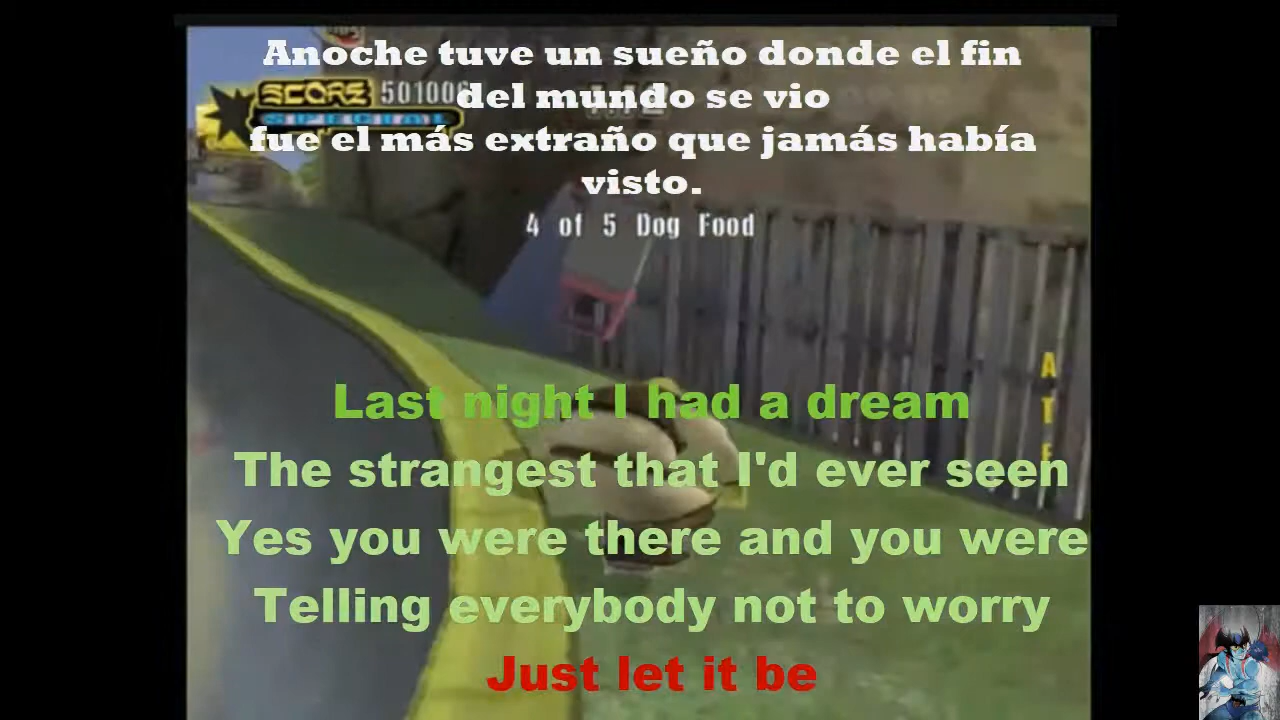 Anoche tuve un sueño donde el fin
SCORE 501006
del mundo se vio
SPECIAL
fue el más extraño que jamás había
visto.
4 of 5 Dog Food
A
T
E
Last night I had a dream
The strangest that I'd ever seen
Yes you were there and you were
Telling everybody not to worry
Just let it be